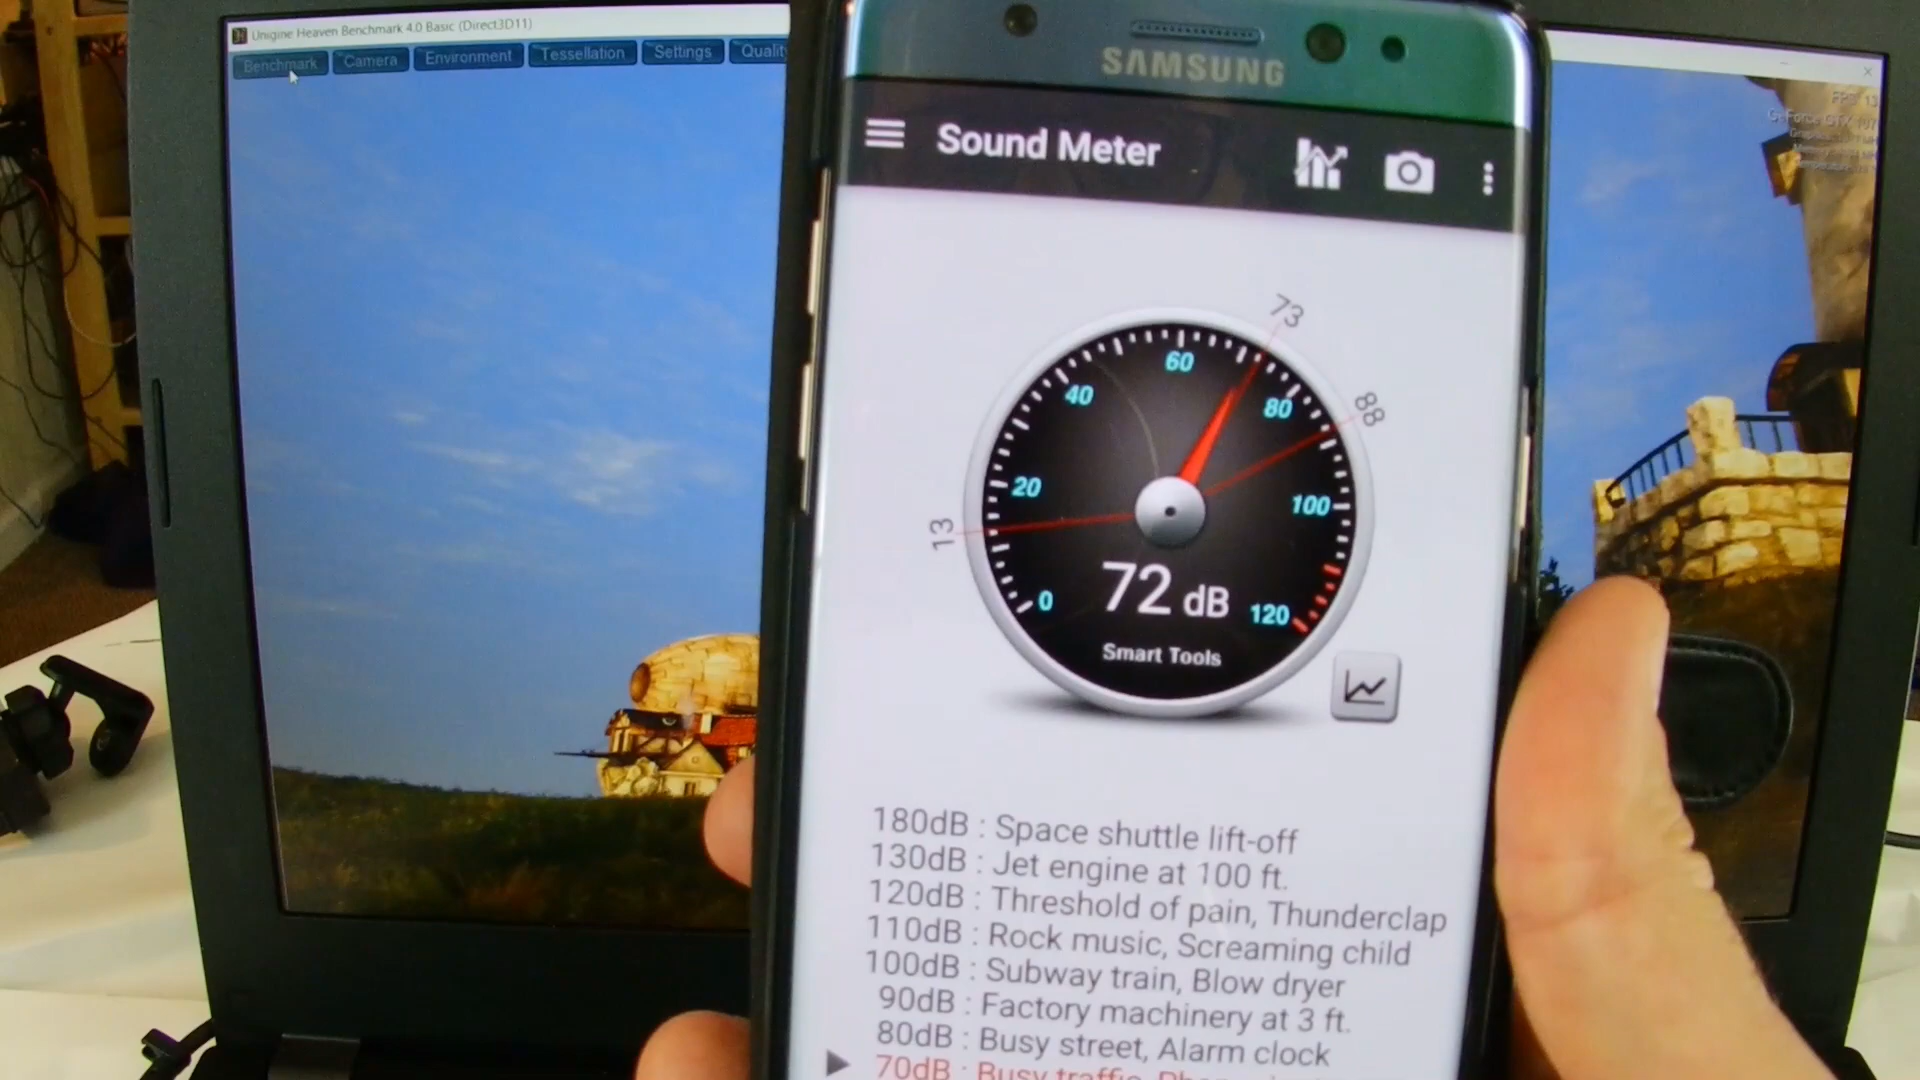 Unigine Heaven Benchmark 4.0 Basic (Direct3D11)
Benchmark Camera Environment Tessellation Settings Quality
SAMSUNG
Sound Meter
73
88
13
0
20
40
60
80
100
120
72 dB
Smart Tools
180dB : Space shuttle lift-off
130dB : Jet engine at 100 ft.
120dB : Threshold of pain, Thunderclap
110dB : Rock music, Screaming child
100dB : Subway train, Blow dryer
90dB : Factory machinery at 3 ft.
80dB : Busy street, Alarm clock
70dB : Busy traffic,